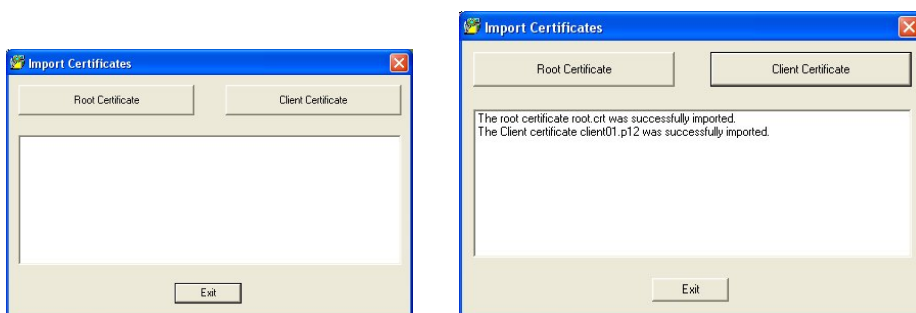 Import Certificates
Root Certificate Client Certificate
Exit
Import Certificates
Root Certificate Client Certificate
The root certificate root.crt was successfully imported.
The Client certificate client01.p12 was successfully imported.
Exit